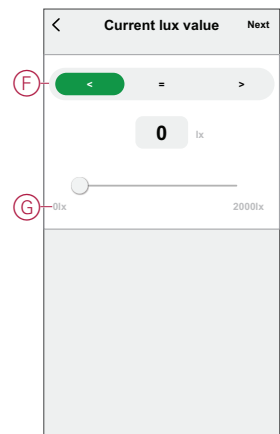 < Current lux value Next
F < = >
0 lx
G 0lx 2000lx